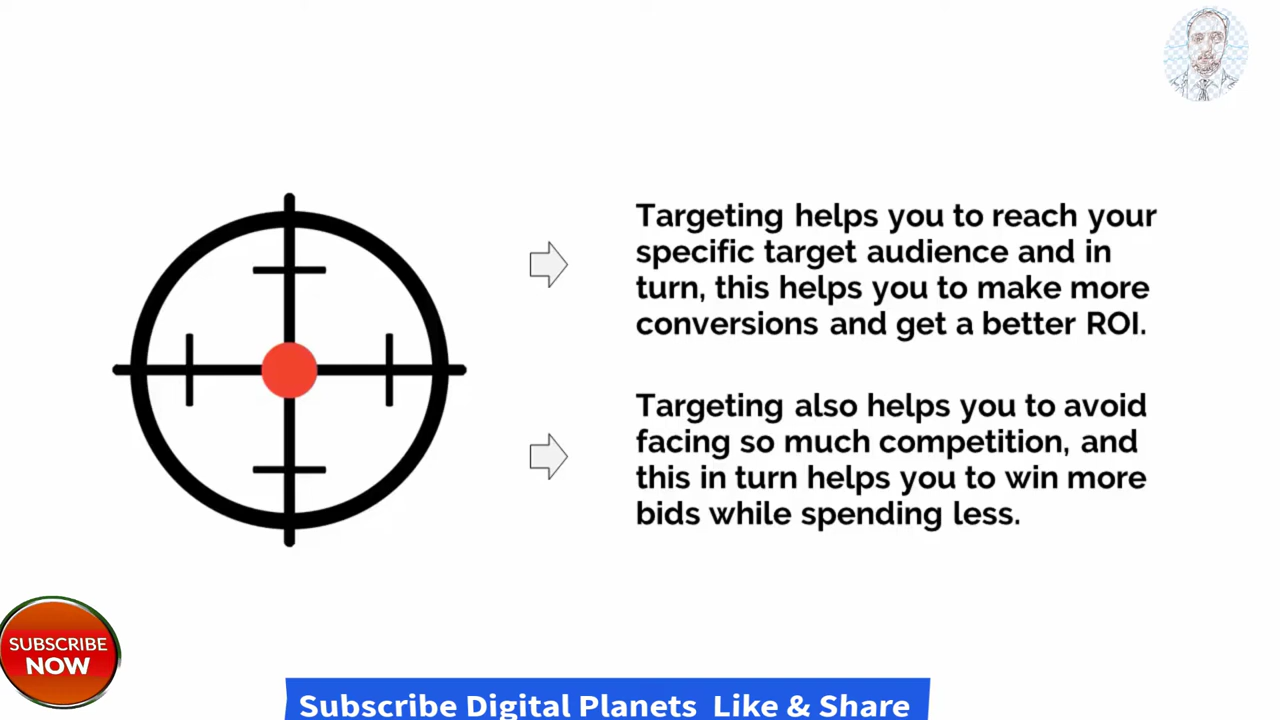 Targeting helps you to reach your
specific target audience and in
turn, this helps you to make more
conversions and get a better ROI.
Targeting also helps you to avoid
facing so much competition, and
this in turn helps you to win more
bids while spending less.
SUBSCRIBE
NOW
Subscribe Digital Planets  Like & Share